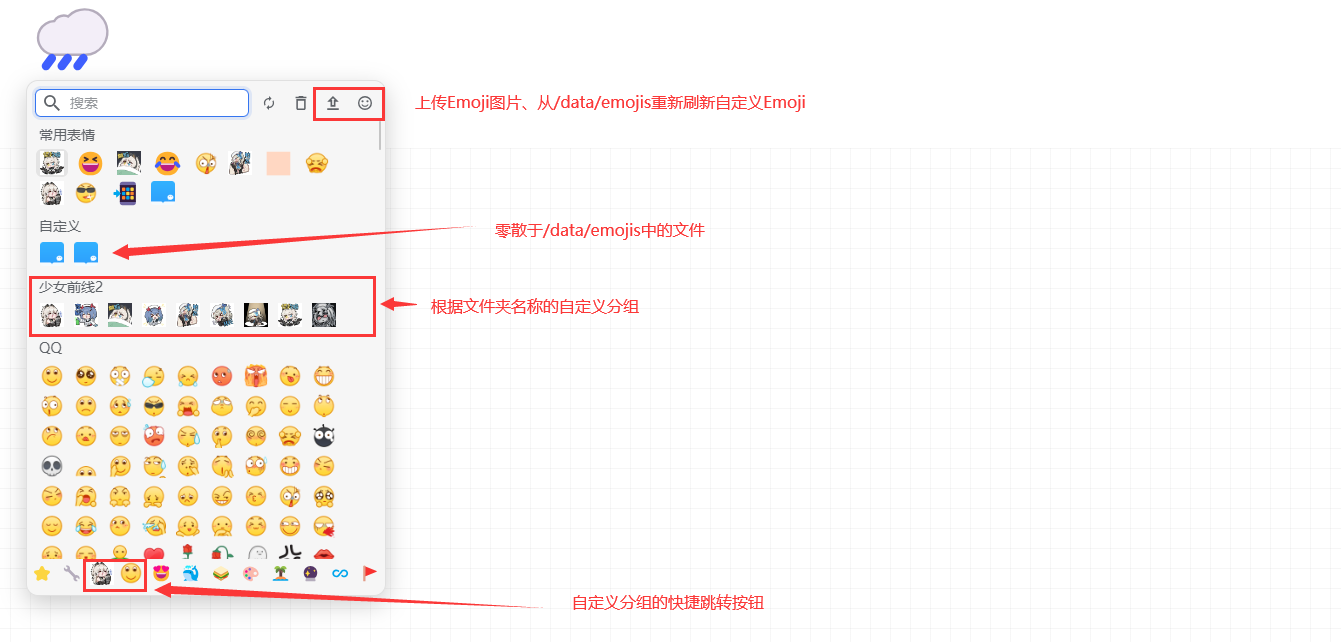 搜索
上传Emoji图片、从/data/emojis重新刷新自定义Emoji
常用表情
自定义
零散于/data/emojis中的文件
少女前线2
根据文件夹名称的自定义分组
QQ
自定义分组的快捷跳转按钮